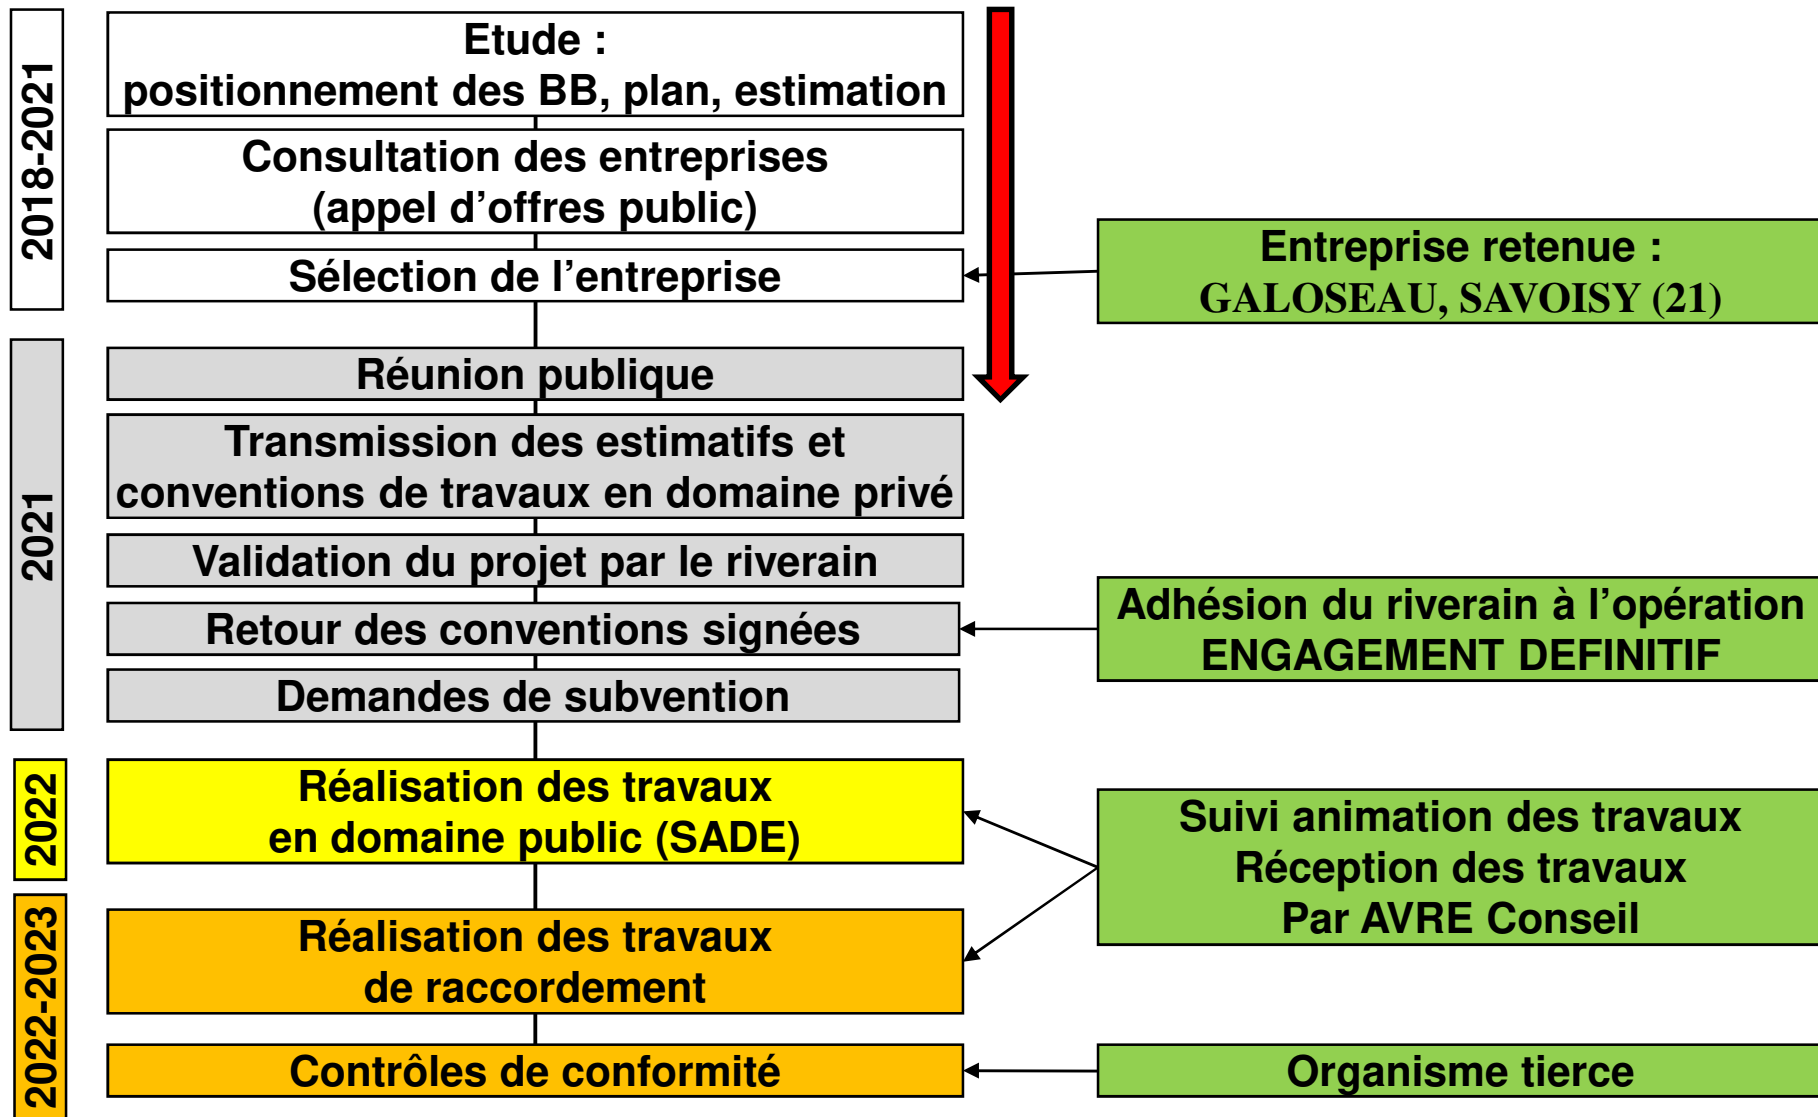 2018-2021
Etude :
positionnement des BB, plan, estimation
Consultation des entreprises
(appel d’offres public)
Sélection de l’entreprise
Entreprise retenue :
GALOSEAU, SAVOISY (21)
2021
Réunion publique
Transmission des estimatifs et
conventions de travaux en domaine privé
Validation du projet par le riverain
Retour des conventions signées
Adhésion du riverain à l’opération
ENGAGEMENT DEFINITIF
Demandes de subvention
2022
Réalisation des travaux
en domaine public (SADE)
Suivi animation des travaux
Réception des travaux
Par AVRE Conseil
2022-2023
Réalisation des travaux
de raccordement
Contrôles de conformité
Organisme tierce